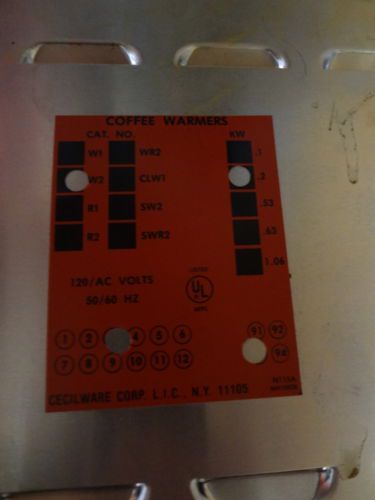 COFFEE WARMERS
CAT. NO. KW
W1 WR2 .1
W2 CLW1 .2
R1 SW2 .53
R2 SWR2 .63
1.06
120/AC VOLTS
50/60 HZ
LISTED
UL
1 2 4 5 6 91 92
7 8 9 10 11 12 94
N115A
CECILWARE CORP. L.I.C., N.Y. 11105